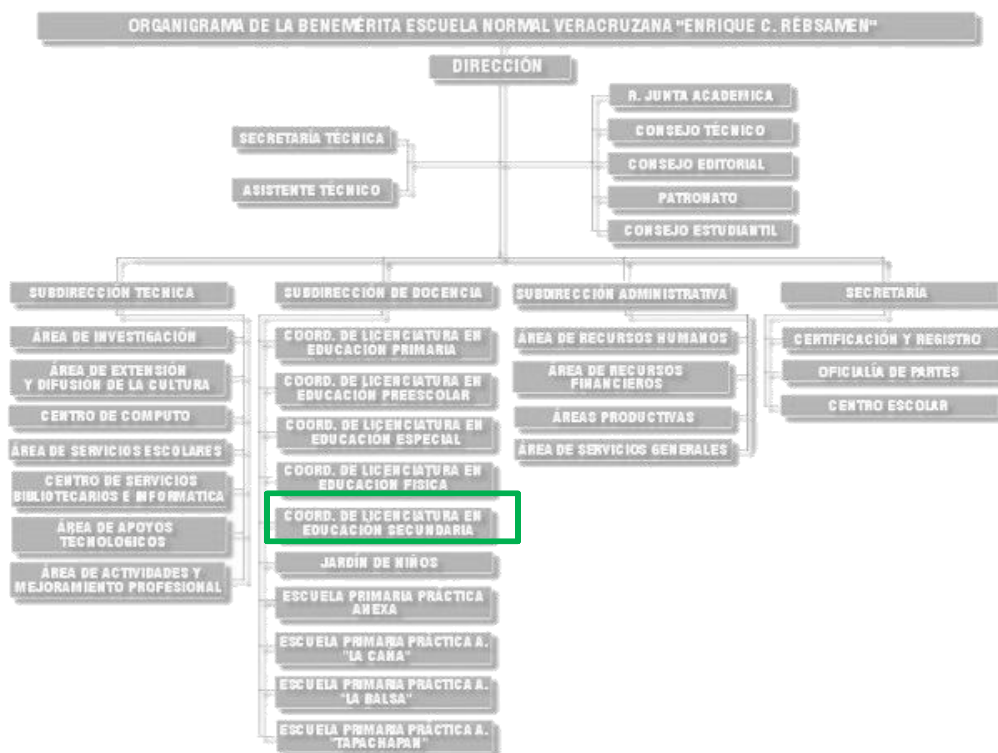 ORGANIGRAMA DE LA BENEMÉRITA ESCUELA NORMAL VERACRUZANA "ENRIQUE C. RÉBSAMEN"
DIRECCIÓN
R. JUNTA ACADEMICA
CONSEJO TÉCNICO
CONSEJO EDITORIAL
PATRONATO
CONSEJO ESTUDIANTIL
SECRETARÍA TÉCNICA
ASISTENTE TÉCNICO
SUBDIRECCIÓN TECNICA
ÁREA DE INVESTIGACIÓN
ÁREA DE EXTENSIÓN
Y DIFUSIÓN DE LA CULTURA
CENTRO DE COMPUTO
ÁREA DE SERVICIOS ESCOLARES
CENTRO DE SERVICIOS
BIBLIOTECARIOS E INFORMATICA
ÁREA DE APOYOS
TECNOLOGICOS
ÁREA DE ACTIVIDADES Y
MEJORAMIENTO PROFESIONAL
SUBDIRECCIÓN DE DOCENCIA
COORD. DE LICENCIATURA EN
EDUCACIÓN PRIMARIA
COORD. DE LICENCIATURA EN
EDUCACIÓN PREESCOLAR
COORD. DE LICENCIATURA EN
EDUCACIÓN ESPECIAL
COORD. DE LICENCIATURA EN
EDUCACIÓN FISICA
COORD. DE LICENCIATURA EN
EDUCACIÓN SECUNDARIA
JARDÍN DE NIÑOS
ESCUELA PRIMARIA PRÁCTICA
ANEXA
ESCUELA PRIMARIA PRÁCTICA A.
"LA CAÑA"
ESCUELA PRIMARIA PRÁCTICA A.
"LA BALSA"
ESCUELA PRIMARIA PRÁCTICA A.
"TAPACHAPAN"
SUBDIRECCIÓN ADMINISTRATIVA
ÁREA DE RECURSOS HUMANOS
ÁREA DE RECURSOS
FINANCIEROS
ÁREAS PRODUCTIVAS
ÁREA DE SERVICIOS GENERALES
SECRETARÍA
CERTIFICACIÓN Y REGISTRO
OFICIALÍA DE PARTES
CENTRO ESCOLAR